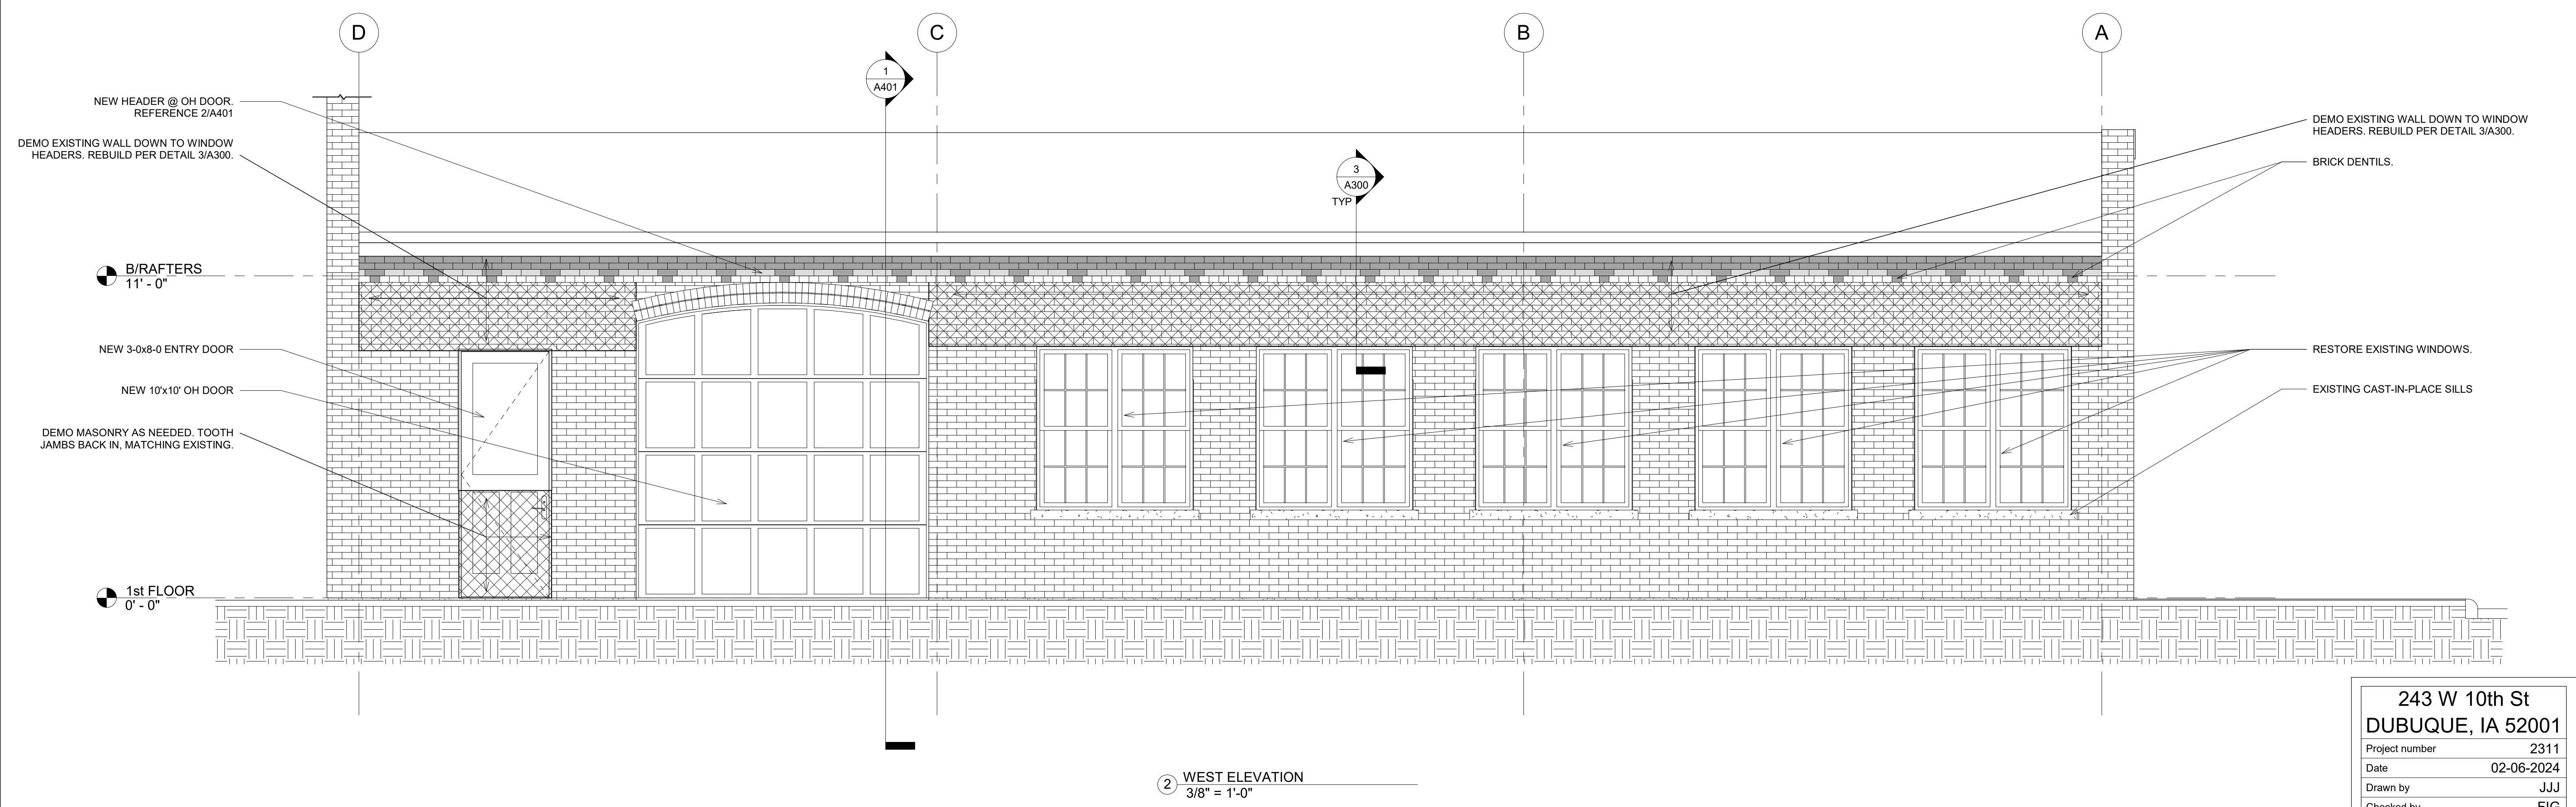 D
C
B
A
1
A401
3
A300
TYP
NEW HEADER @ OH DOOR.
REFERENCE 2/A401
DEMO EXISTING WALL DOWN TO WINDOW
HEADERS. REBUILD PER DETAIL 3/A300.
B/RAFTERS
11' - 0"
NEW 3-0x8-0 ENTRY DOOR
NEW 10'x10' OH DOOR
DEMO MASONRY AS NEEDED. TOOTH
JAMBS BACK IN, MATCHING EXISTING.
1st FLOOR
0' - 0"
DEMO EXISTING WALL DOWN TO WINDOW
HEADERS. REBUILD PER DETAIL 3/A300.
BRICK DENTILS.
RESTORE EXISTING WINDOWS.
EXISTING CAST-IN-PLACE SILLS
2
WEST ELEVATION
3/8" = 1'-0"
243 W 10th St
DUBUQUE, IA 52001
Project number 2311
Date 02-06-2024
Drawn by JJJ